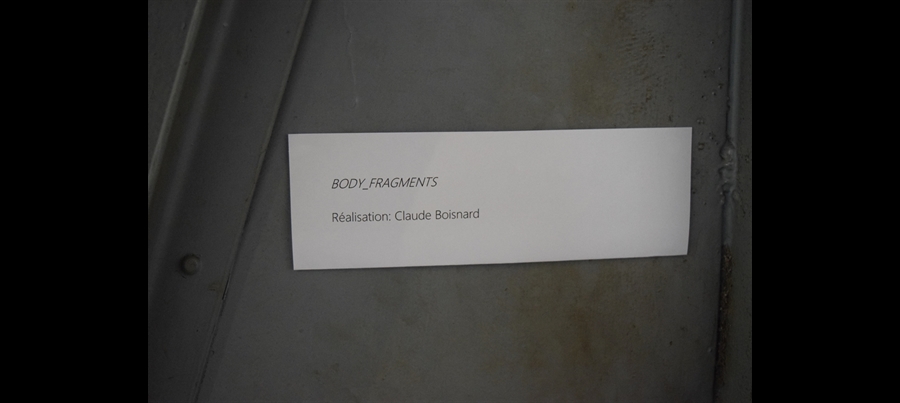 BODY_FRAGMENTS
Réalisation: Claude Boisnard